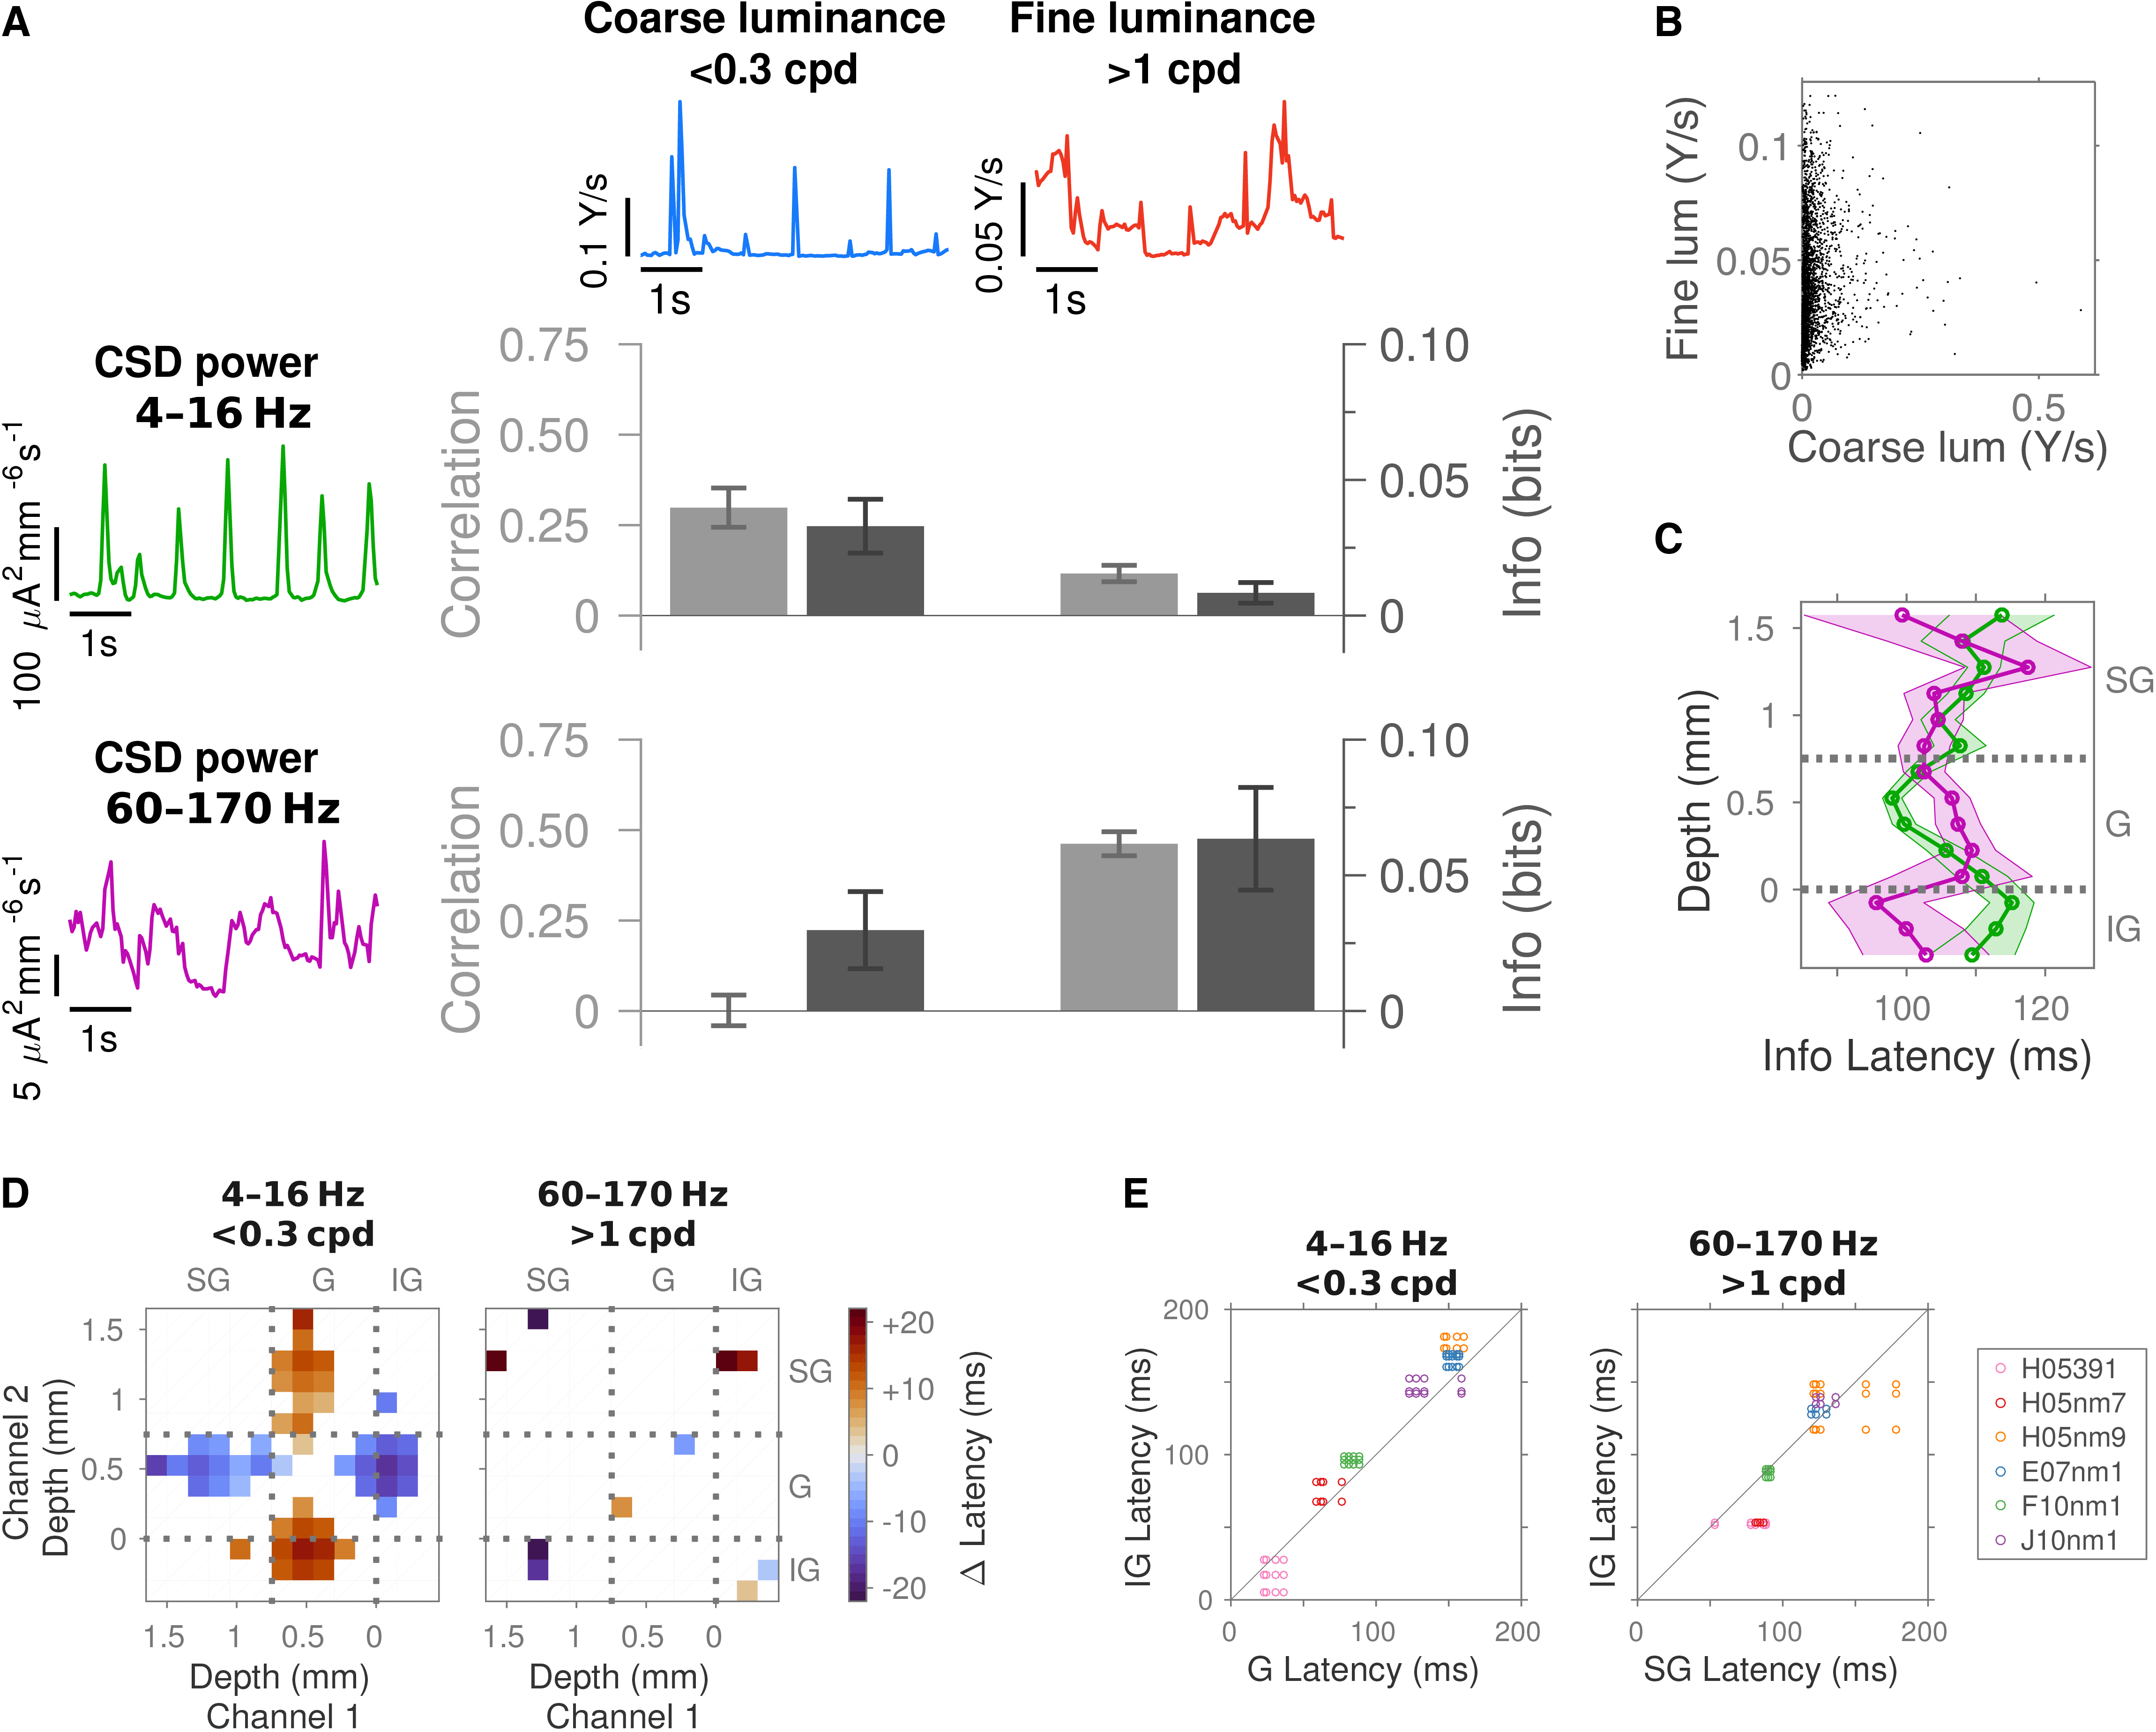 A
Coarse luminance
<0.3 cpd
Fine luminance
>1 cpd
0.1 Y/s
1s
0.05 Y/s
1s
CSD power
4–16 Hz
100 μA²mm⁻⁶s⁻¹
1s
Correlation
0.75
0.50
0.25
0
0.10
0.05
0
Info (bits)
CSD power
60–170 Hz
5 μA²mm⁻⁶s⁻¹
1s
Correlation
0.75
0.50
0.25
0
0.10
0.05
0
Info (bits)
B
Fine lum (Y/s)
0.1
0.05
0
0
0.5
Coarse lum (Y/s)
C
Depth (mm)
1.5
1
0.5
0
SG
G
IG
100
120
Info Latency (ms)
D
4–16 Hz
<0.3 cpd
SG
G
IG
Channel 2
Depth (mm)
1.5
1
0.5
0
1.5
1
0.5
0
Depth (mm)
Channel 1
60–170 Hz
>1 cpd
SG
G
IG
SG
G
IG
1.5
1
0.5
0
Depth (mm)
Channel 1
+20
+10
0
-10
-20
Δ Latency (ms)
E
4–16 Hz
<0.3 cpd
IG Latency (ms)
200
100
0
0
100
200
G Latency (ms)
60–170 Hz
>1 cpd
IG Latency (ms)
0
100
200
SG Latency (ms)
H05391
H05nm7
H05nm9
E07nm1
F10nm1
J10nm1